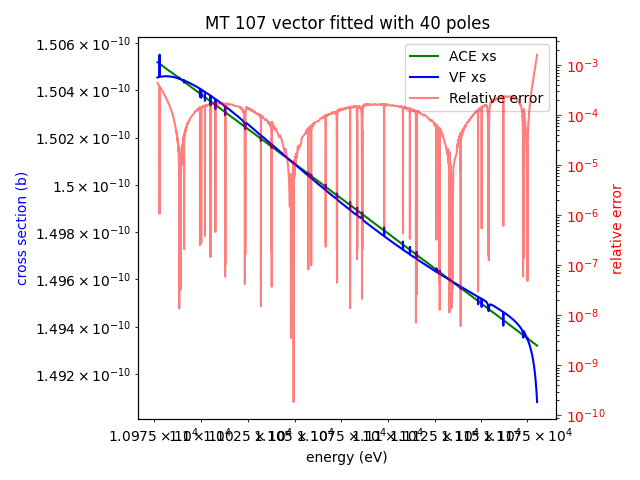 MT 107 vector fitted with 40 poles
ACE xs
VF xs
Relative error
1.506 × 10⁻¹⁰
1.504 × 10⁻¹⁰
1.502 × 10⁻¹⁰
1.5 × 10⁻¹⁰
1.498 × 10⁻¹⁰
1.496 × 10⁻¹⁰
1.494 × 10⁻¹⁰
1.492 × 10⁻¹⁰
cross section (b)
10⁻³
10⁻⁴
10⁻⁵
10⁻⁶
10⁻⁷
10⁻⁸
10⁻⁹
10⁻¹⁰
relative error
energy (eV)